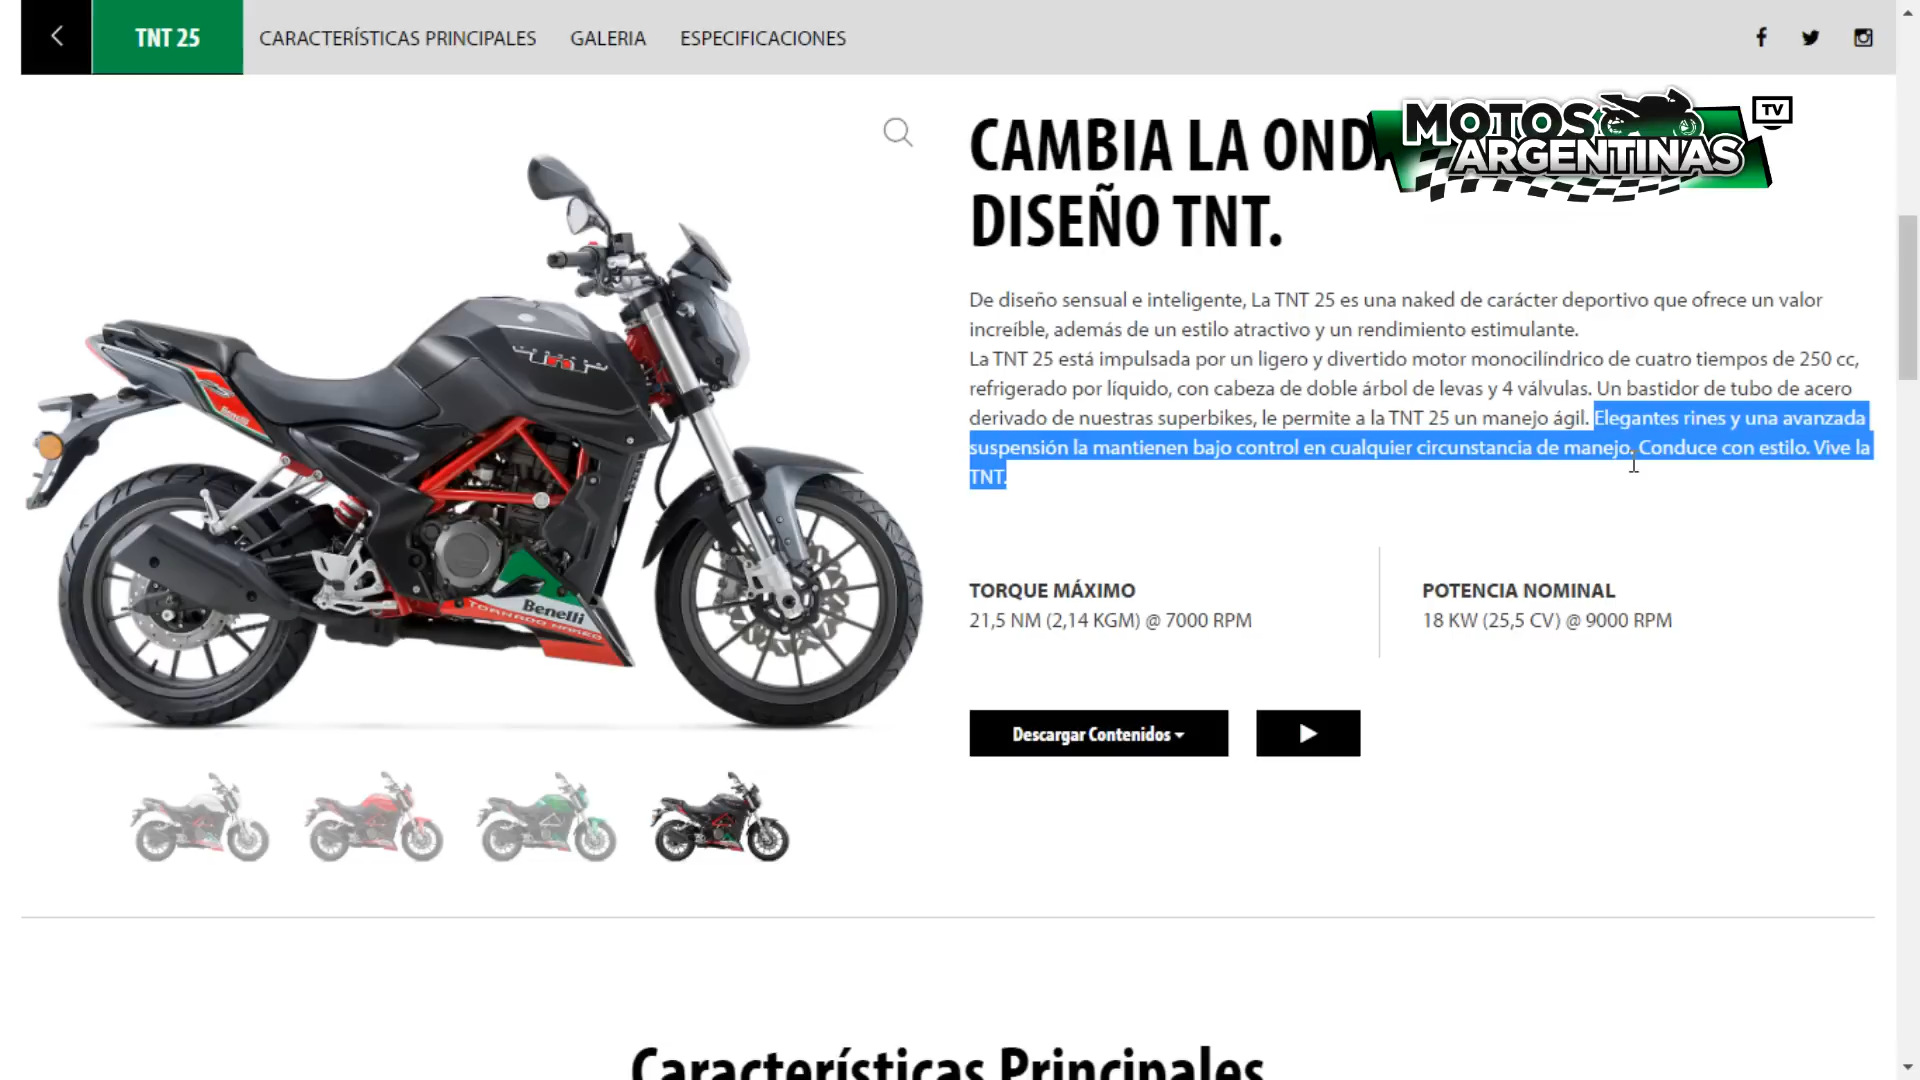 TNT 25
CARACTERÍSTICAS PRINCIPALES
GALERIA
ESPECIFICACIONES
MOTOS
ARGENTINAS
TV
CAMBIA LA
DISEÑO TNT.
De diseño sensual e inteligente, La TNT 25 es una naked de carácter deportivo que ofrece un valor
increíble, además de un estilo atractivo y un rendimiento estimulante.
La TNT 25 está impulsada por un ligero y divertido motor monocilíndrico de cuatro tiempos de 250 cc,
refrigerado por líquido, con cabeza de doble árbol de levas y 4 válvulas. Un bastidor de tubo de acero
derivado de nuestras superbikes, le permite a la TNT 25 un manejo ágil. Elegantes rines y una avanzada
suspensión la mantienen bajo control en cualquier circunstancia de manejo. Conduce con estilo. Vive la
TNT.
TNT
Benelli
TORNADO NAKED
TORQUE MÁXIMO
21,5 NM (2,14 KGM) @ 7000 RPM
POTENCIA NOMINAL
18 KW (25,5 CV) @ 9000 RPM
Descargar Contenidos
Características Principales